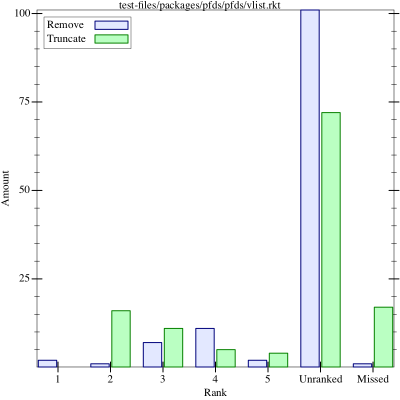 test-files/packages/pfds/pfds/vlist.rkt
Remove
Truncate
100
75
50
25
Amount
1 2 3 4 5 Unranked Missed
Rank